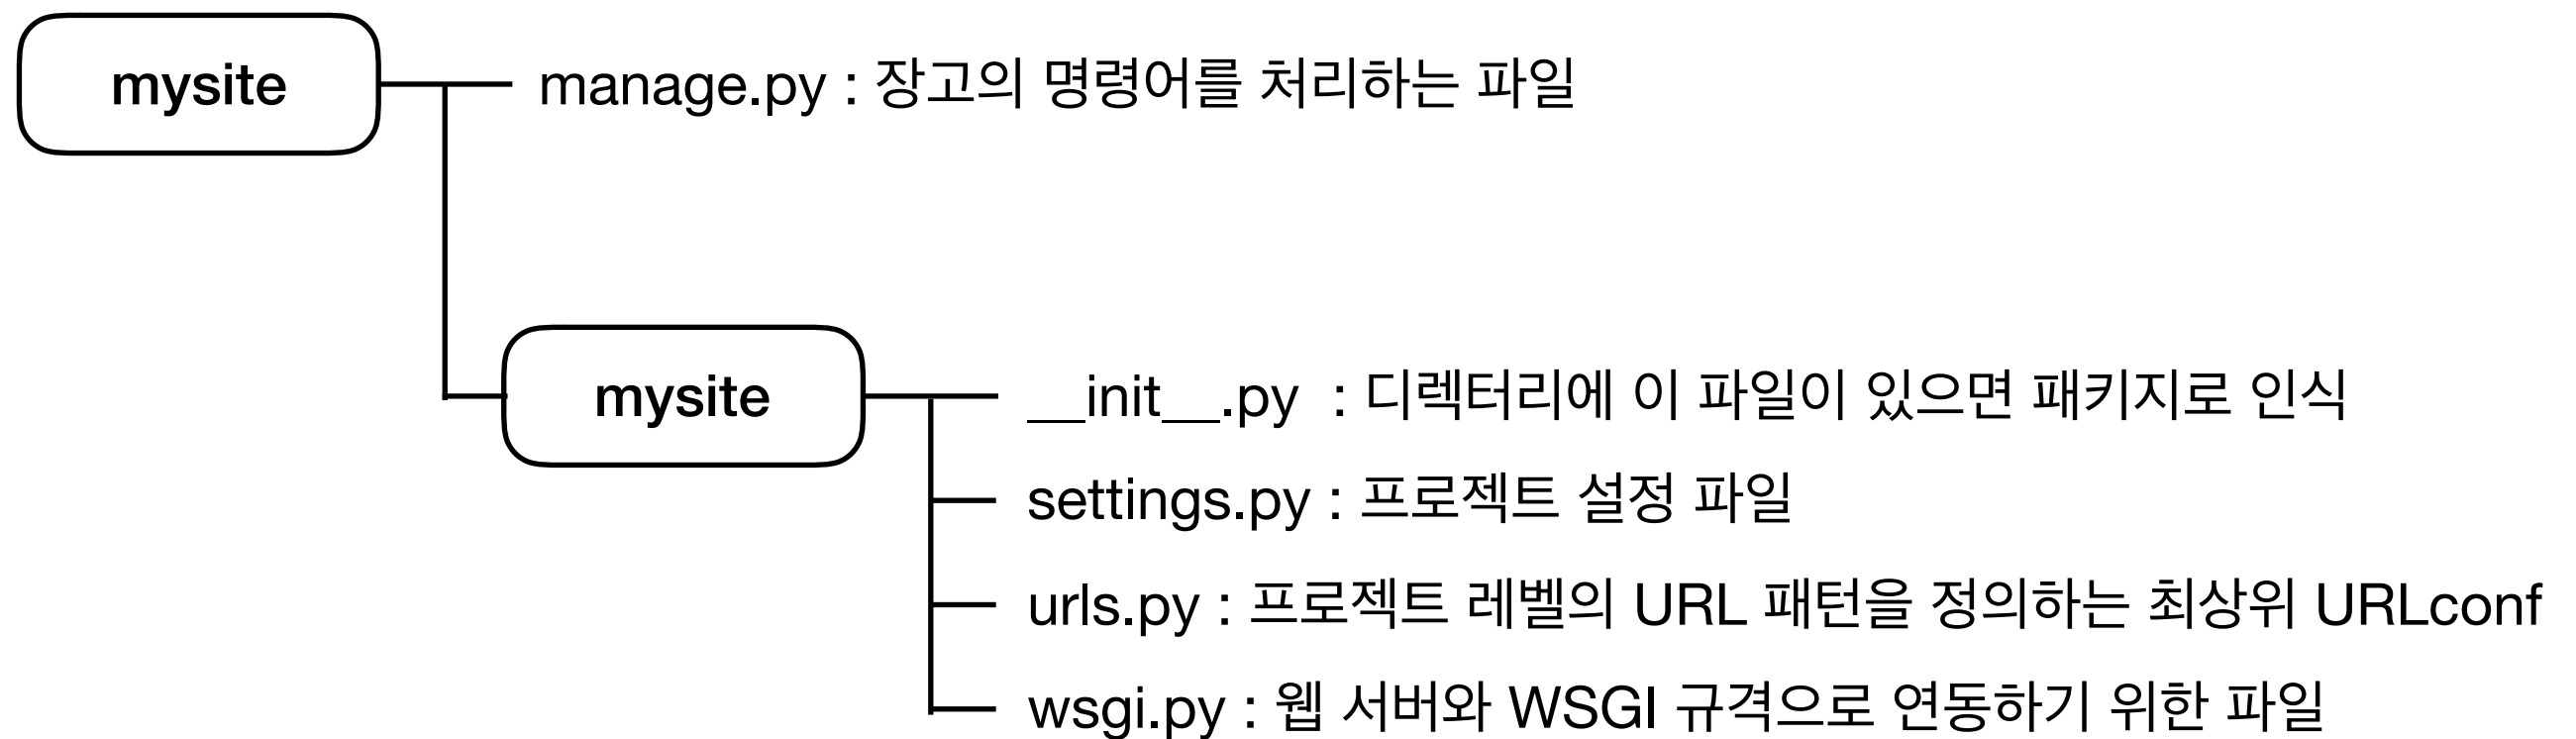 mysite
manage.py : 장고의 명령어를 처리하는 파일
mysite
__init__.py : 디렉터리에 이 파일이 있으면 패키지로 인식
settings.py : 프로젝트 설정 파일
urls.py : 프로젝트 레벨의 URL 패턴을 정의하는 최상위 URLconf
wsgi.py : 웹 서버와 WSGI 규격으로 연동하기 위한 파일